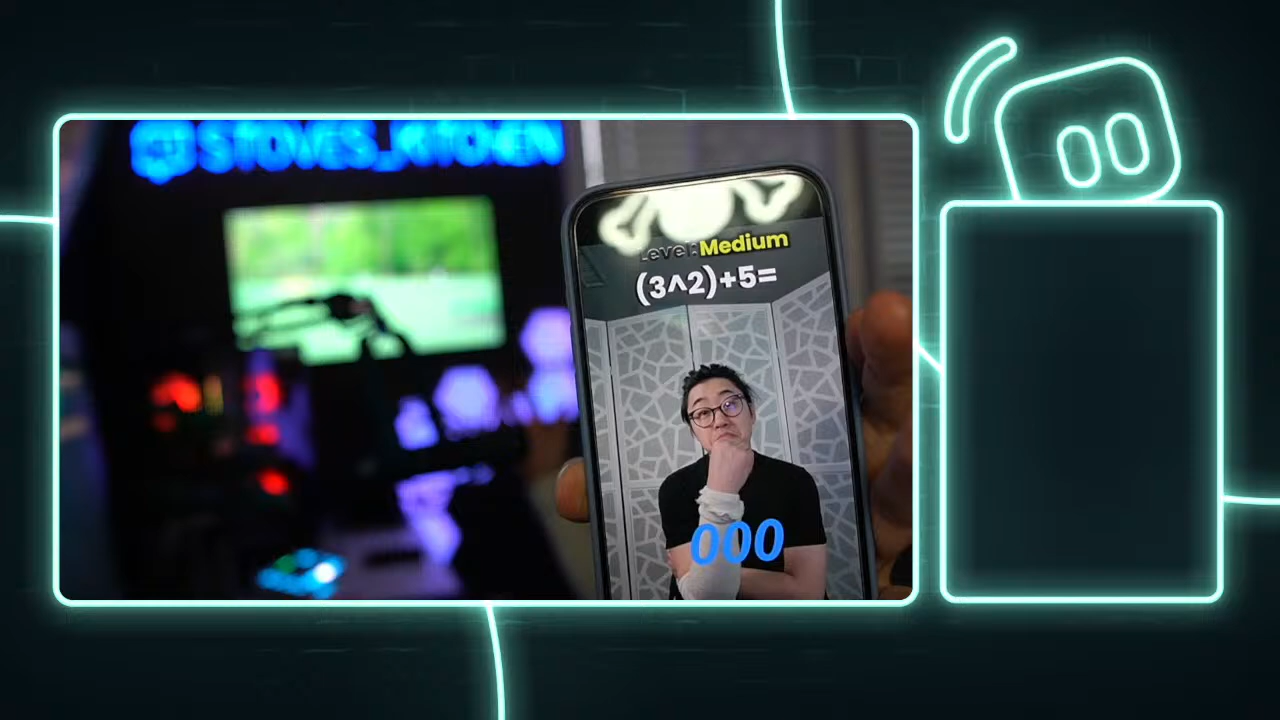 STOVES_KITCHEN
Level: Medium
(3^2)+5=
000